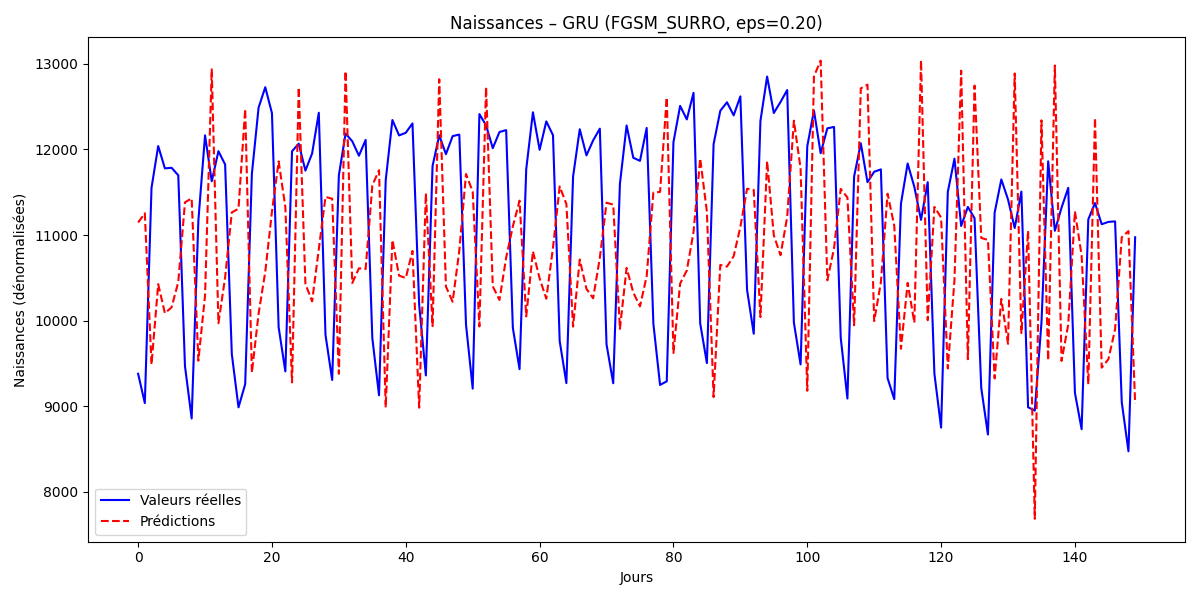 Naissances – GRU (FGSM_SURRO, eps=0.20)
Naissances (dénormalisées)
13000
12000
11000
10000
9000
8000
Valeurs réelles
Prédictions
0 20 40 60 80 100 120 140
Jours